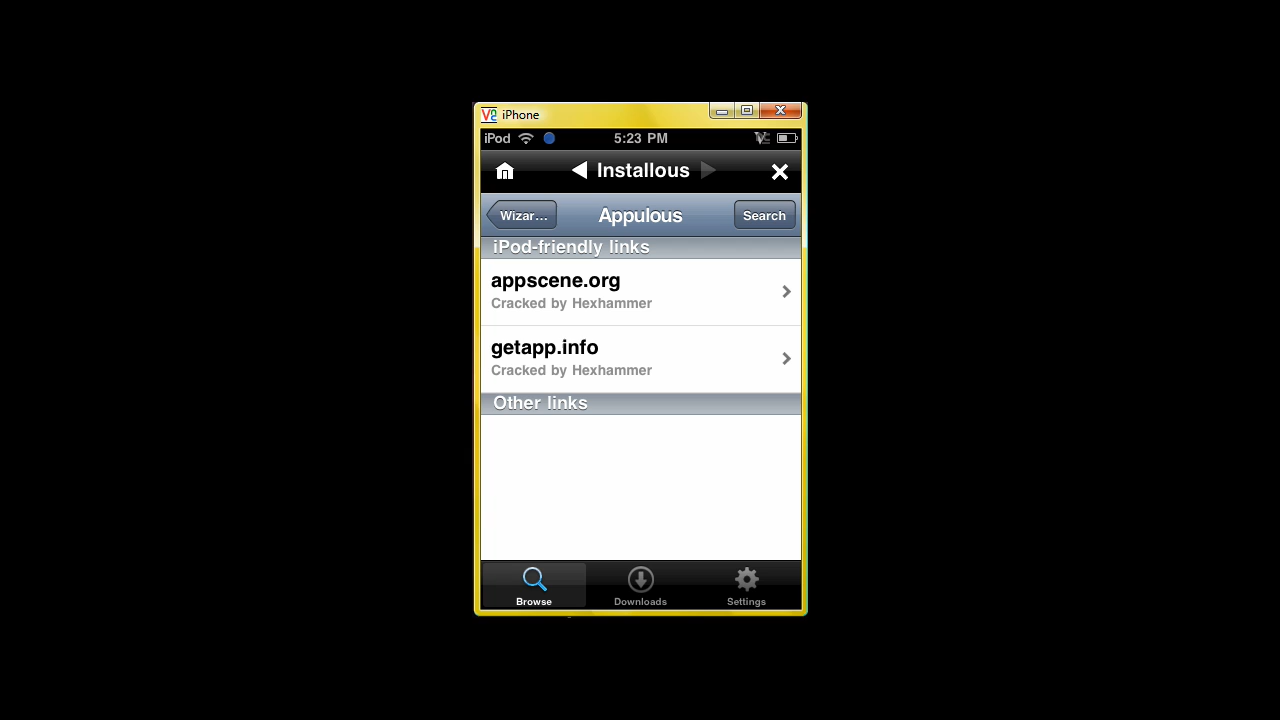 iPhone
iPod 5:23 PM
Installous
Wizar... Appulous Search
iPod-friendly links
appscene.org
Cracked by Hexhammer
getapp.info
Cracked by Hexhammer
Other links
Browse Downloads Settings